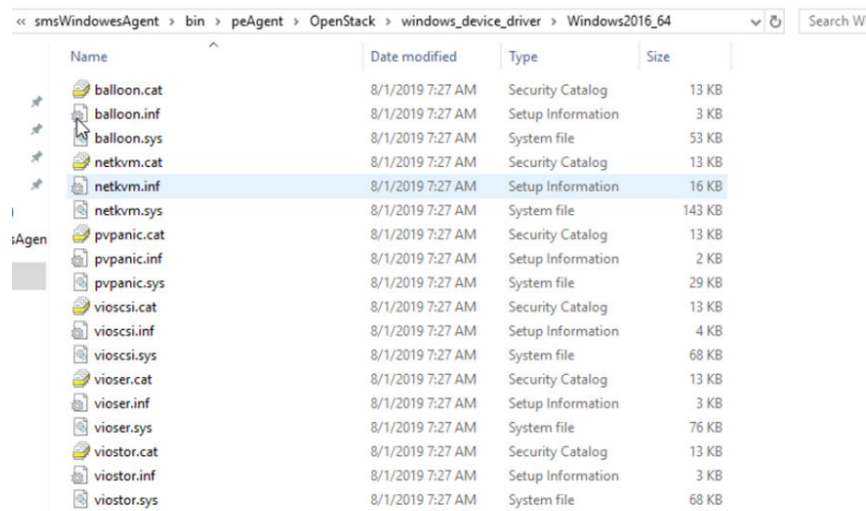 « smsWindowesAgent > bin > peAgent > OpenStack > windows_device_driver > Windows2016_64 Search W
Name Date modified Type Size
balloon.cat 8/1/2019 7:27 AM Security Catalog 13 KB
balloon.inf 8/1/2019 7:27 AM Setup Information 3 KB
balloon.sys 8/1/2019 7:27 AM System file 53 KB
netkvm.cat 8/1/2019 7:27 AM Security Catalog 13 KB
netkvm.inf 8/1/2019 7:27 AM Setup Information 16 KB
netkvm.sys 8/1/2019 7:27 AM System file 143 KB
sAgen pvpanic.cat 8/1/2019 7:27 AM Security Catalog 13 KB
pvpanic.inf 8/1/2019 7:27 AM Setup Information 2 KB
pvpanic.sys 8/1/2019 7:27 AM System file 29 KB
vioscsi.cat 8/1/2019 7:27 AM Security Catalog 13 KB
vioscsi.inf 8/1/2019 7:27 AM Setup Information 4 KB
vioscsi.sys 8/1/2019 7:27 AM System file 68 KB
vioser.cat 8/1/2019 7:27 AM Security Catalog 13 KB
vioser.inf 8/1/2019 7:27 AM Setup Information 3 KB
vioser.sys 8/1/2019 7:27 AM System file 76 KB
viostor.cat 8/1/2019 7:27 AM Security Catalog 13 KB
viostor.inf 8/1/2019 7:27 AM Setup Information 3 KB
viostor.sys 8/1/2019 7:27 AM System file 68 KB